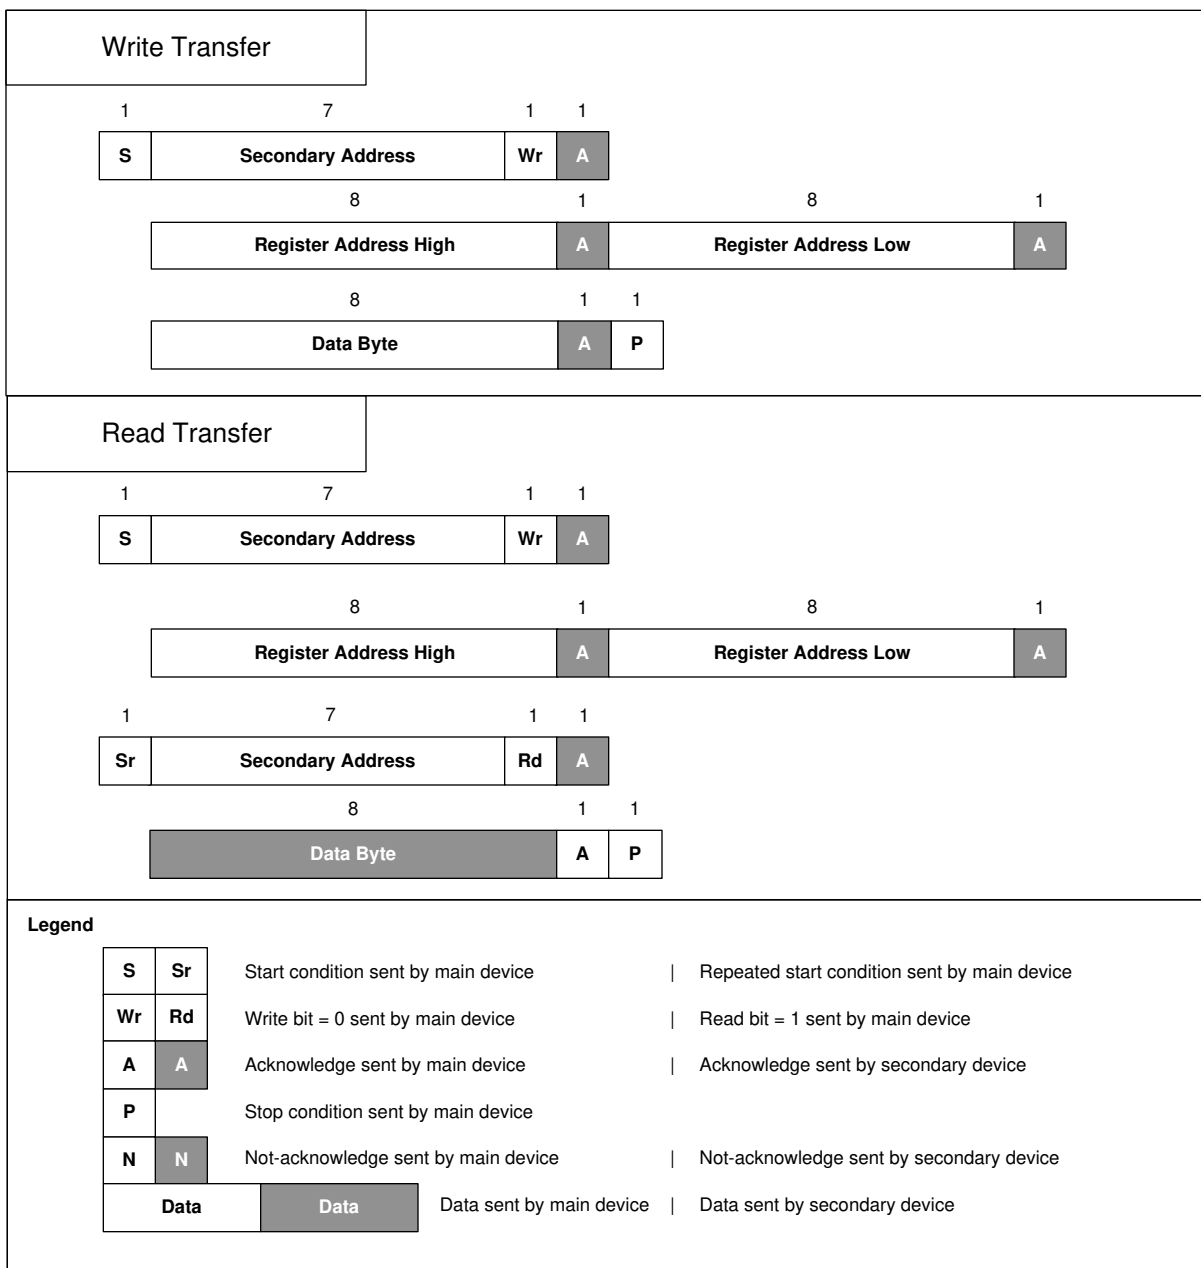 Write Transfer
1 7 1 1
S Secondary Address Wr A
8 1 8 1
Register Address High A Register Address Low A
8 1 1
Data Byte A P
Read Transfer
1 7 1 1
S Secondary Address Wr A
8 1 8 1
Register Address High A Register Address Low A
1 7 1 1
Sr Secondary Address Rd A
8 1 1
Data Byte A P
Legend
S Sr Start condition sent by main device | Repeated start condition sent by main device
Wr Rd Write bit = 0 sent by main device | Read bit = 1 sent by main device
A A Acknowledge sent by main device | Acknowledge sent by secondary device
P Stop condition sent by main device
N N Not-acknowledge sent by main device | Not-acknowledge sent by secondary device
Data Data Data sent by main device | Data sent by secondary device